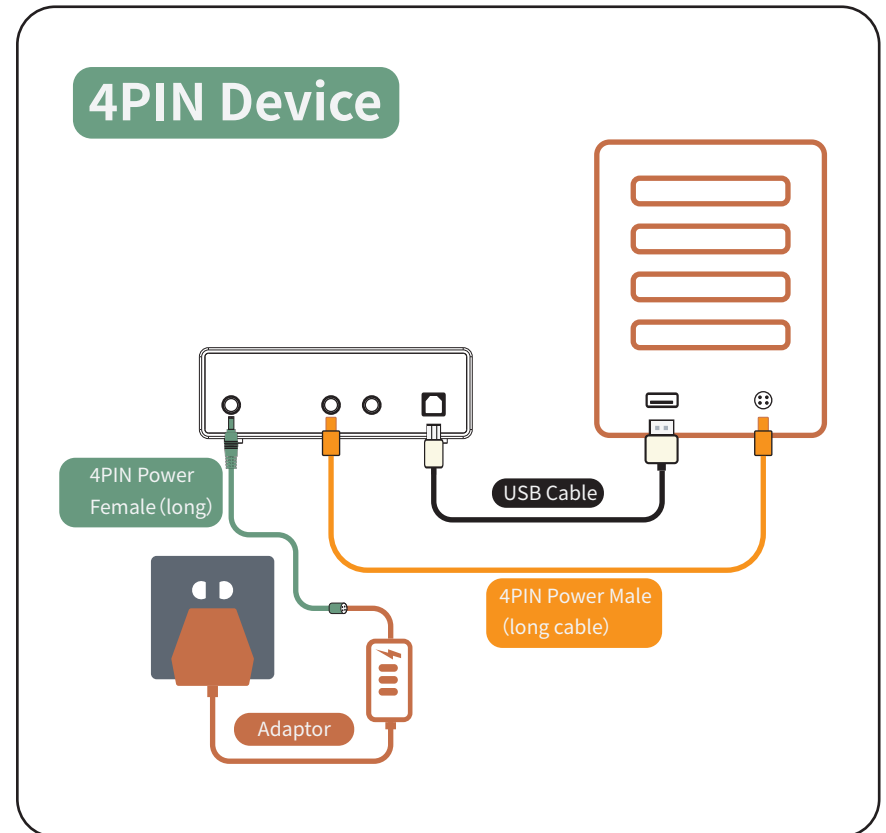 4PIN Device
4PIN Power
Female（long）
USB Cable
4PIN Power Male
（long cable）
Adaptor